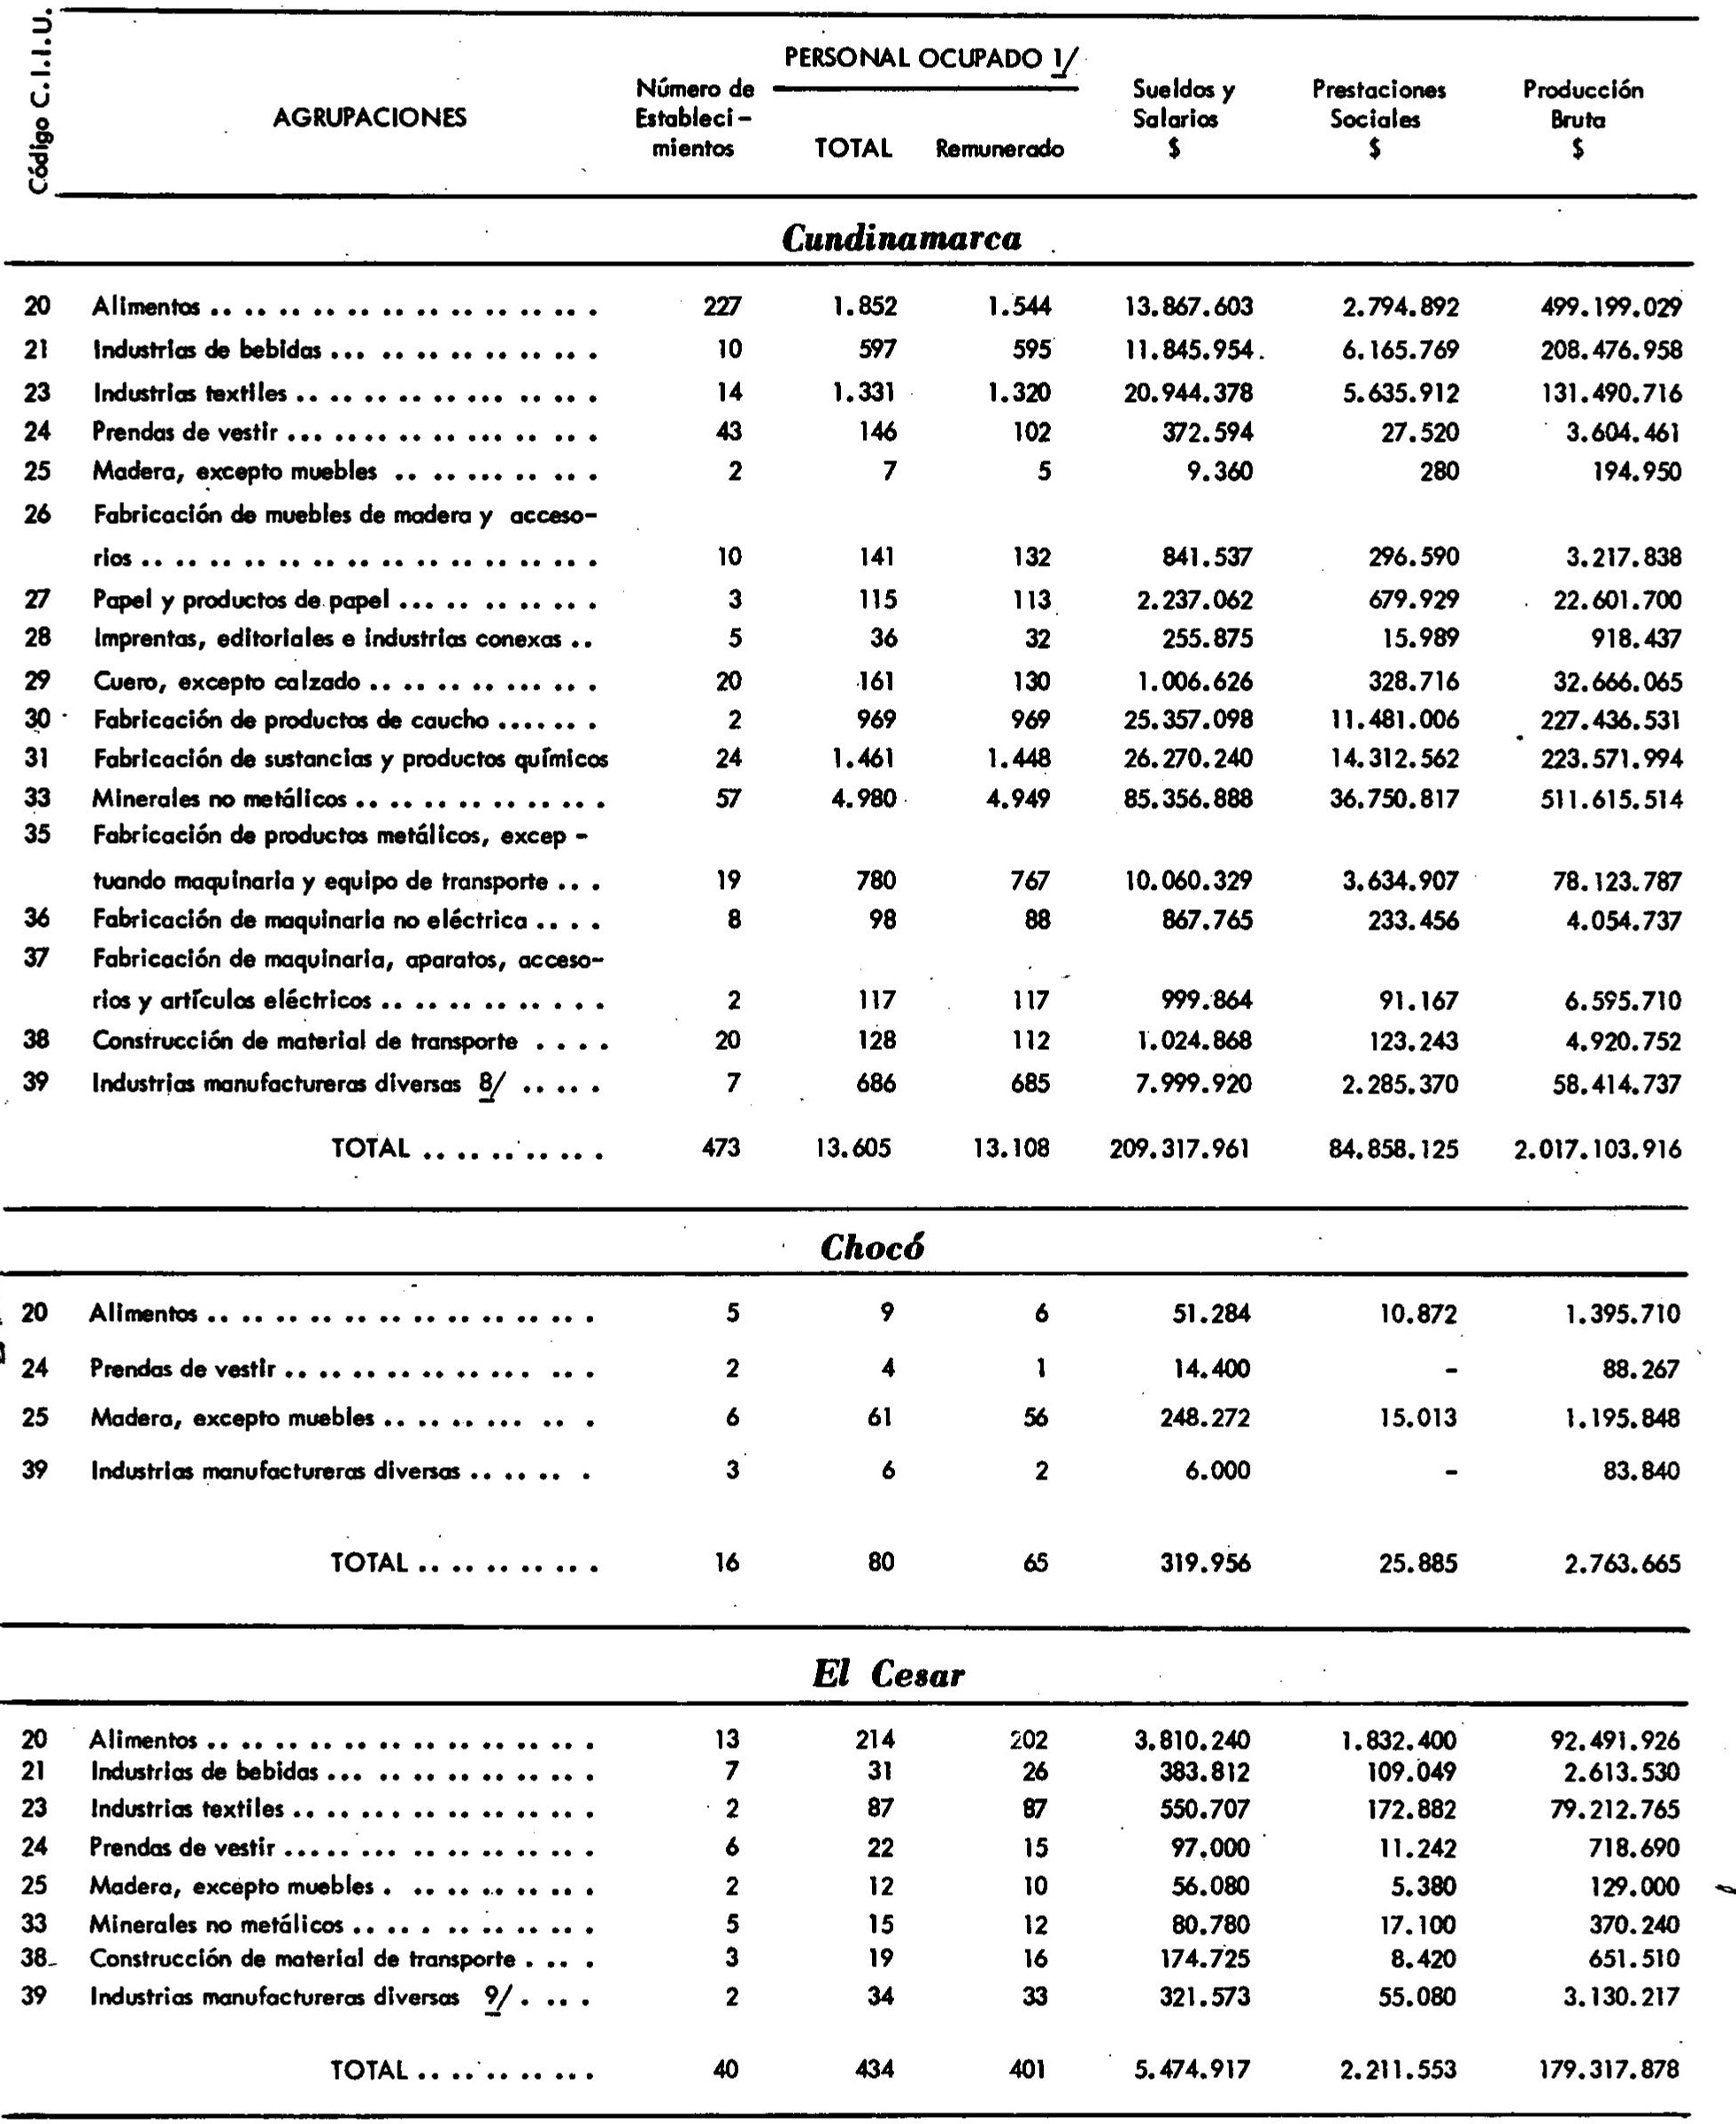 Código C.I.I.U.
AGRUPACIONES
Número de Estableci-mientos
PERSONAL OCUPADO 1/
TOTAL Remunerado
Sueldos y Salarios $
Prestaciones Sociales $
Producción Bruta $
Cundinamarca
20 Alimentos 227 1.852 1.544 13.867.603 2.794.892 499.199.029
21 Industrias de bebidas 10 597 595 11.845.954 6.165.769 208.476.958
23 Industrias textiles 14 1.331 1.320 20.944.378 5.635.912 131.490.716
24 Prendas de vestir 43 146 102 372.594 27.520 3.604.461
25 Madera, excepto muebles 2 7 5 9.360 280 194.950
26 Fabricación de muebles de madera y acceso-
rios 10 141 132 841.537 296.590 3.217.838
27 Papel y productos de papel 3 115 113 2.237.062 679.929 22.601.700
28 Imprentas, editoriales e industrias conexas 5 36 32 255.875 15.989 918.437
29 Cuero, excepto calzado 20 161 130 1.006.626 328.716 32.666.065
30 Fabricación de productos de caucho 2 969 969 25.357.098 11.481.006 227.436.531
31 Fabricación de sustancias y productos químicos 24 1.461 1.448 26.270.240 14.312.562 223.571.994
33 Minerales no metálicos 57 4.980 4.949 85.356.888 36.750.817 511.615.514
35 Fabricación de productos metálicos, excep-
tuando maquinaria y equipo de transporte 19 780 767 10.060.329 3.634.907 78.123.787
36 Fabricación de maquinaria no eléctrica 8 98 88 867.765 233.456 4.054.737
37 Fabricación de maquinaria, aparatos, acceso-
rios y artículos eléctricos 2 117 117 999.864 91.167 6.595.710
38 Construcción de material de transporte 20 128 112 1.024.868 123.243 4.920.752
39 Industrias manufactureras diversas 8/ 7 686 685 7.999.920 2.285.370 58.414.737
TOTAL 473 13.605 13.108 209.317.961 84.858.125 2.017.103.916
Chocó
20 Alimentos 5 9 6 51.284 10.872 1.395.710
24 Prendas de vestir 2 4 1 14.400 - 88.267
25 Madera, excepto muebles 6 61 56 248.272 15.013 1.195.848
39 Industrias manufactureras diversas 3 6 2 6.000 - 83.840
TOTAL 16 80 65 319.956 25.885 2.763.665
El Cesar
20 Alimentos 13 214 202 3.810.240 1.832.400 92.491.926
21 Industrias de bebidas 7 31 26 383.812 109.049 2.613.530
23 Industrias textiles 2 87 87 550.707 172.882 79.212.765
24 Prendas de vestir 6 22 15 97.000 11.242 718.690
25 Madera, excepto muebles 2 12 10 56.080 5.380 129.000
33 Minerales no metálicos 5 15 12 80.780 17.100 370.240
38 Construcción de material de transporte 3 19 16 174.725 8.420 651.510
39 Industrias manufactureras diversas 9/ 2 34 33 321.573 55.080 3.130.217
TOTAL 40 434 401 5.474.917 2.211.553 179.317.878